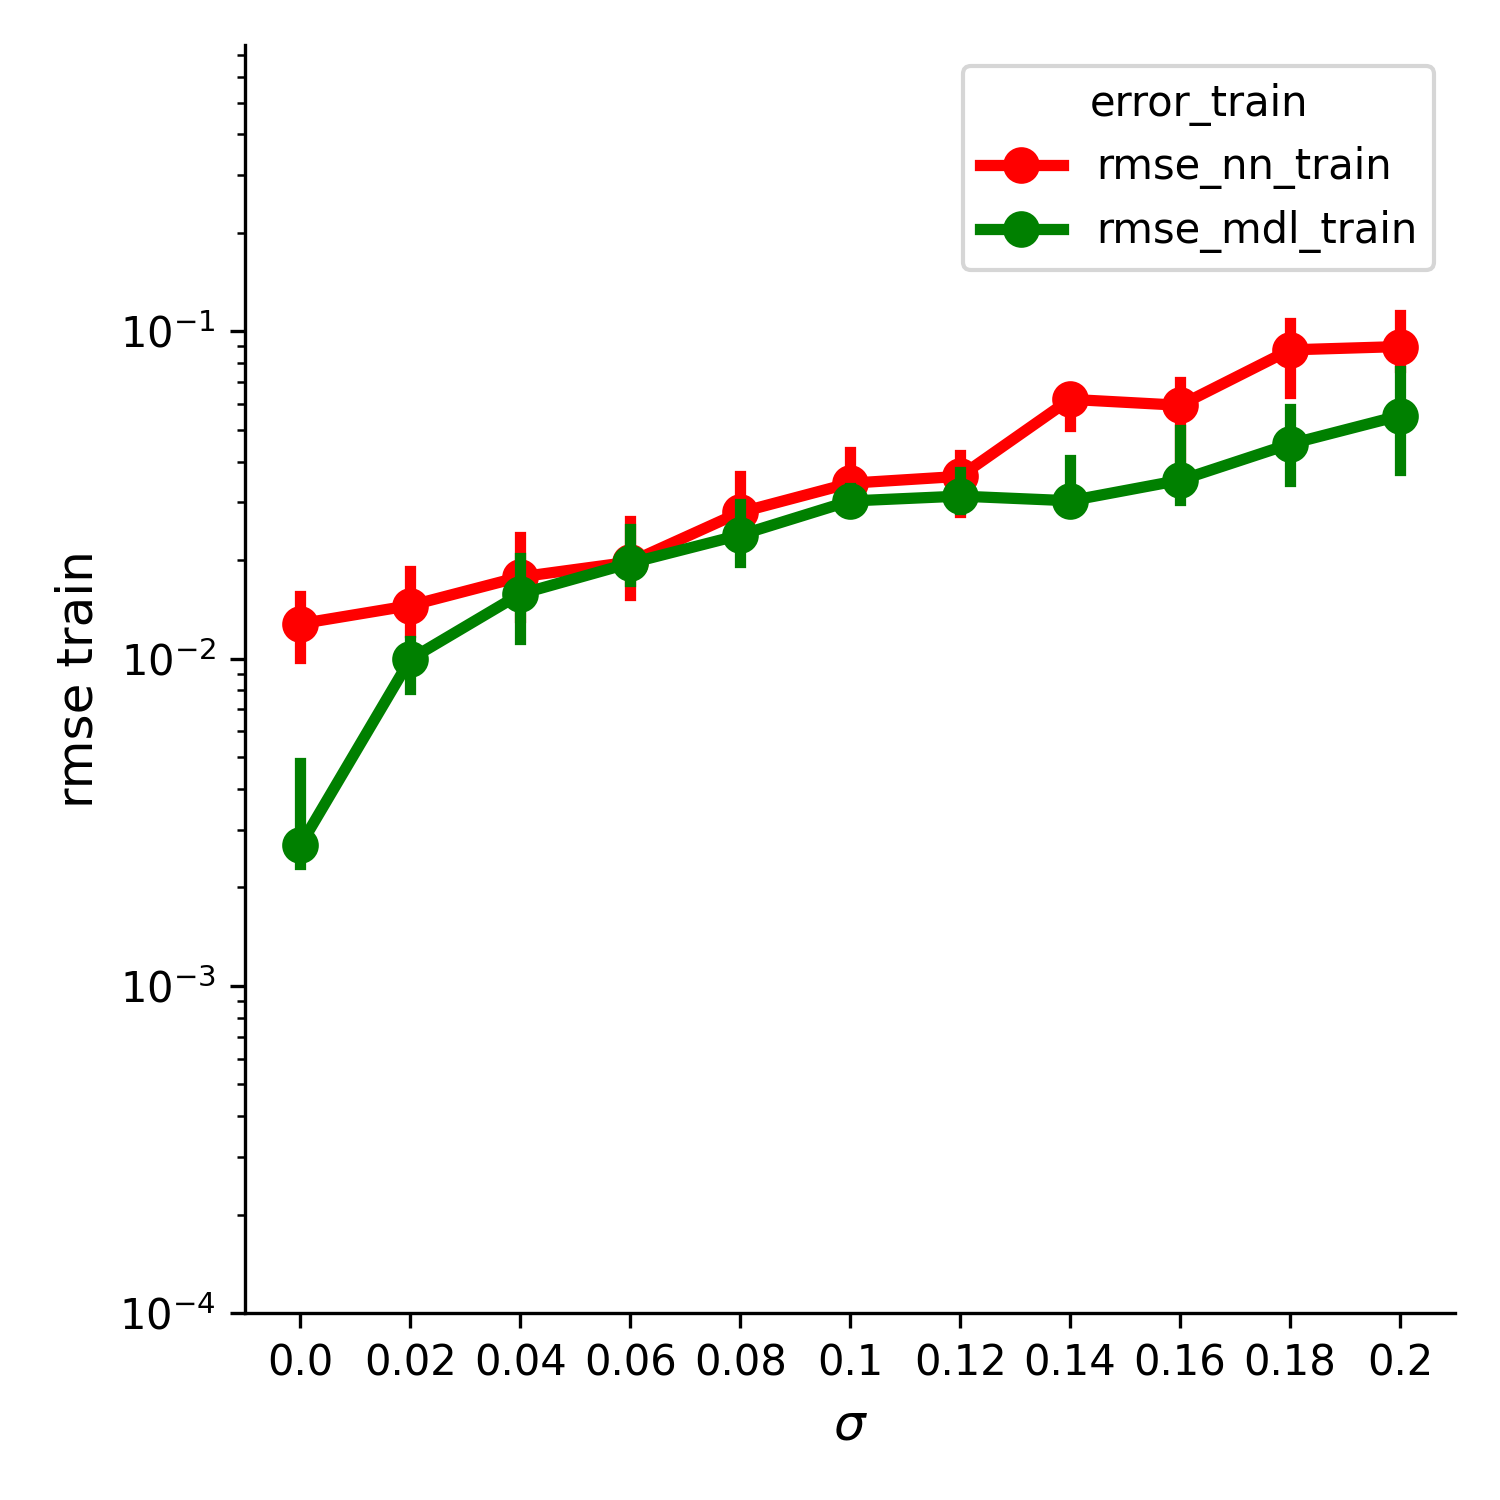 error_train
rmse_nn_train
rmse_mdl_train
rmse train
10⁻¹
10⁻²
10⁻³
10⁻⁴
0.0 0.02 0.04 0.06 0.08 0.1 0.12 0.14 0.16 0.18 0.2
σ